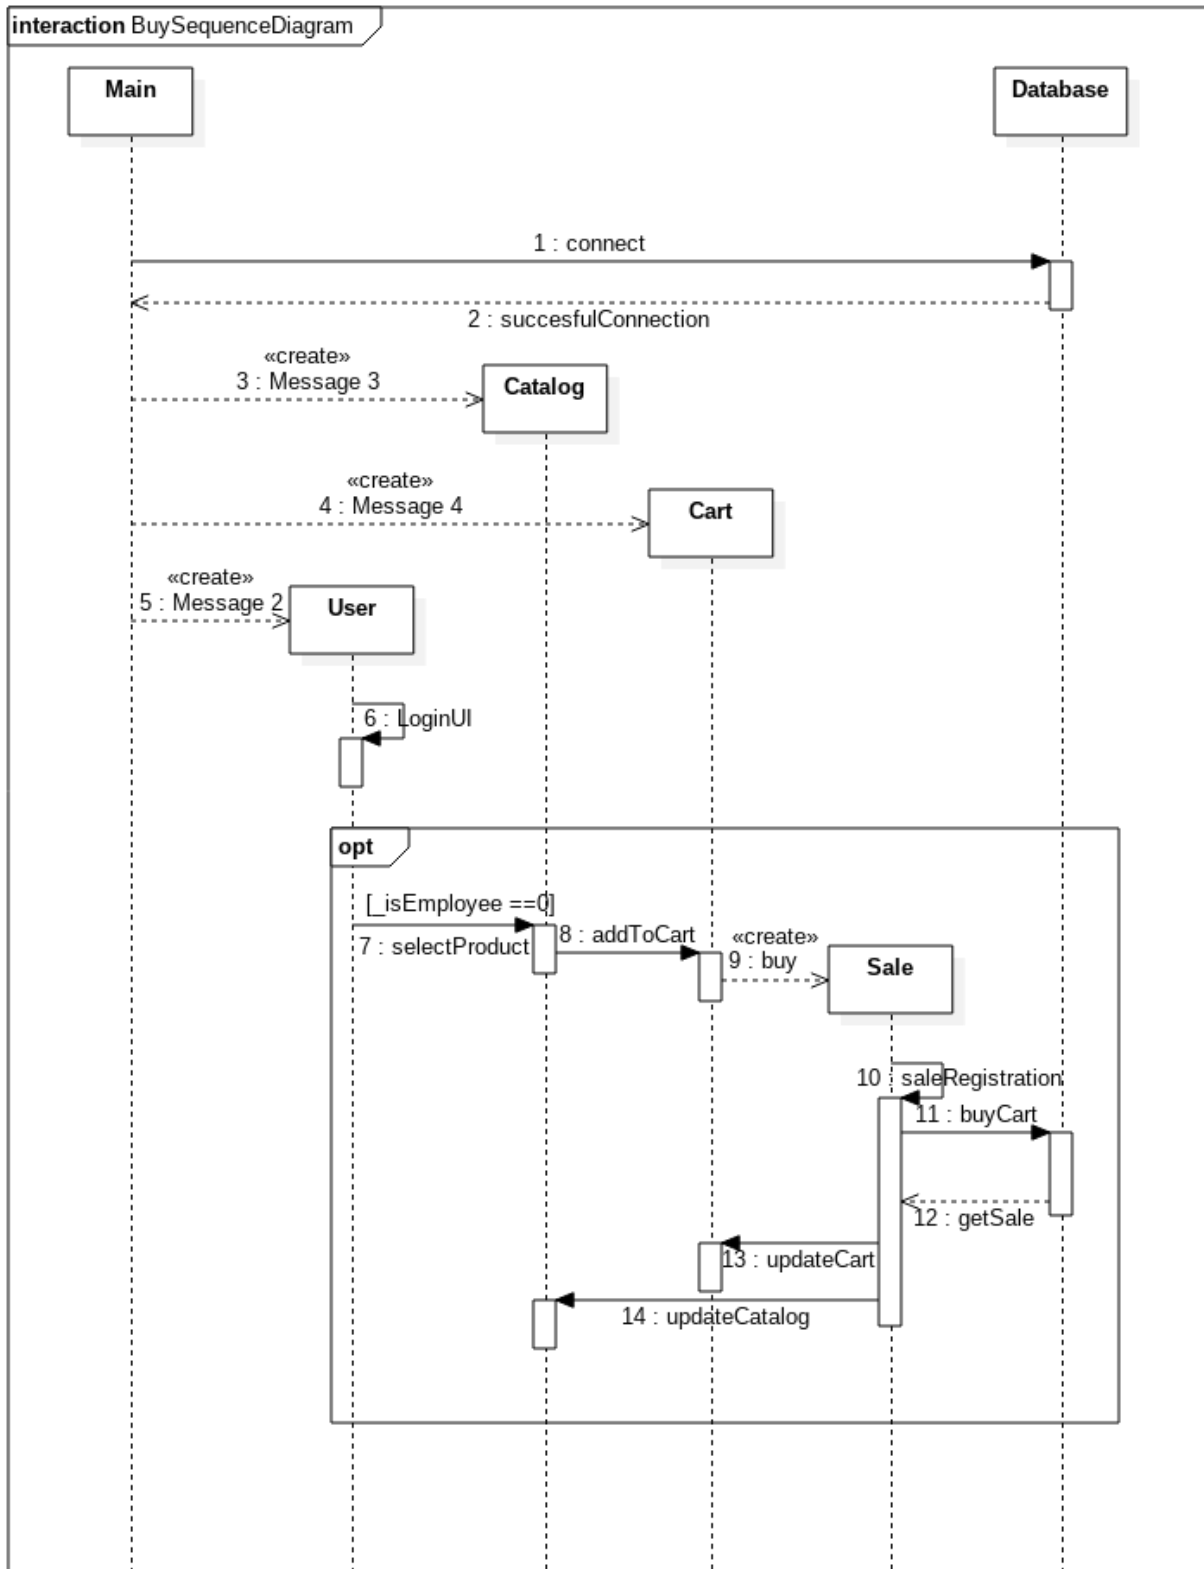 interaction BuySequenceDiagram
Main
Database
1 : connect
2 : succesfulConnection
«create»
3 : Message 3
Catalog
«create»
4 : Message 4
Cart
«create»
5 : Message 2
User
6 : LoginUI
opt
[_isEmployee ==0]
7 : selectProduct
8 : addToCart
«create»
9 : buy
Sale
10 : saleRegistration
11 : buyCart
12 : getSale
13 : updateCart
14 : updateCatalog